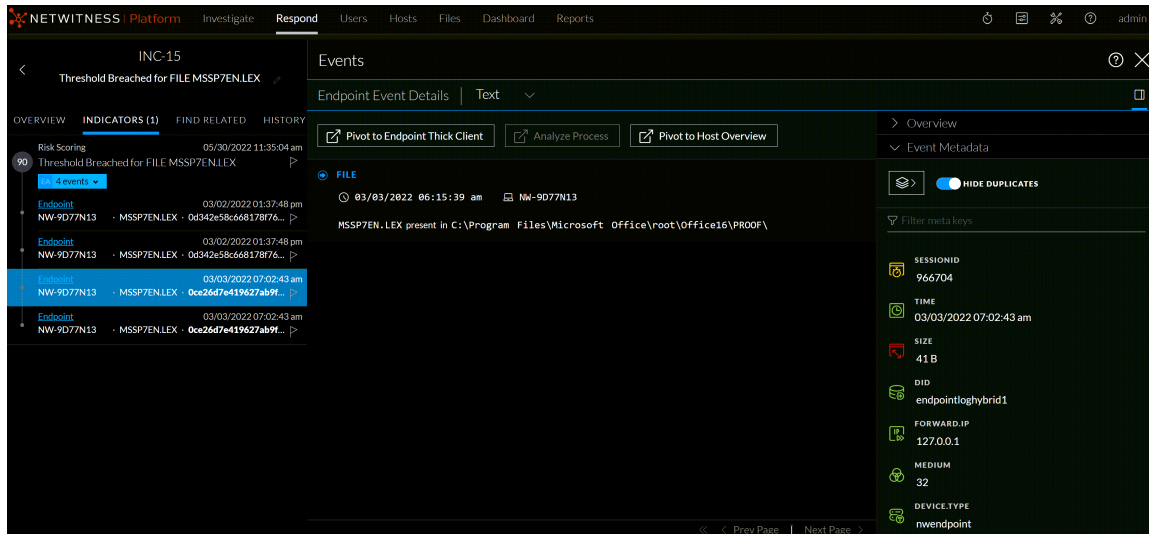 NETWITNESS Platform Investigate Respond Users Hosts Files Dashboard Reports admin
INC-15
Threshold Breached for FILE MSSP7EN.LEX
OVERVIEW INDICATORS (1) FIND RELATED HISTORY
Risk Scoring 05/30/2022 11:35:04 am
90 Threshold Breached for FILE MSSP7EN.LEX
EA 4 events
Endpoint 03/02/2022 01:37:48 pm
NW-9D77N13 · MSSP7EN.LEX · 0d342e58c668178f76...
Endpoint 03/02/2022 01:37:48 pm
NW-9D77N13 · MSSP7EN.LEX · 0d342e58c668178f76...
Endpoint 03/03/2022 07:02:43 am
NW-9D77N13 · MSSP7EN.LEX · 0ce26d7e419627ab9f...
Endpoint 03/03/2022 07:02:43 am
NW-9D77N13 · MSSP7EN.LEX · 0ce26d7e419627ab9f...
Events
Endpoint Event Details | Text
Pivot to Endpoint Thick Client Analyze Process Pivot to Host Overview
FILE
03/03/2022 06:15:39 am NW-9D77N13
MSSP7EN.LEX present in C:\Program Files\Microsoft Office\root\Office16\PROOF\
<< < Prev Page | Next Page >
Overview
Event Metadata
HIDE DUPLICATES
Filter meta keys
SESSIONID
966704
TIME
03/03/2022 07:02:43 am
SIZE
41 B
DID
endpointloghybrid1
FORWARD.IP
127.0.0.1
MEDIUM
32
DEVICE.TYPE
nwendpoint